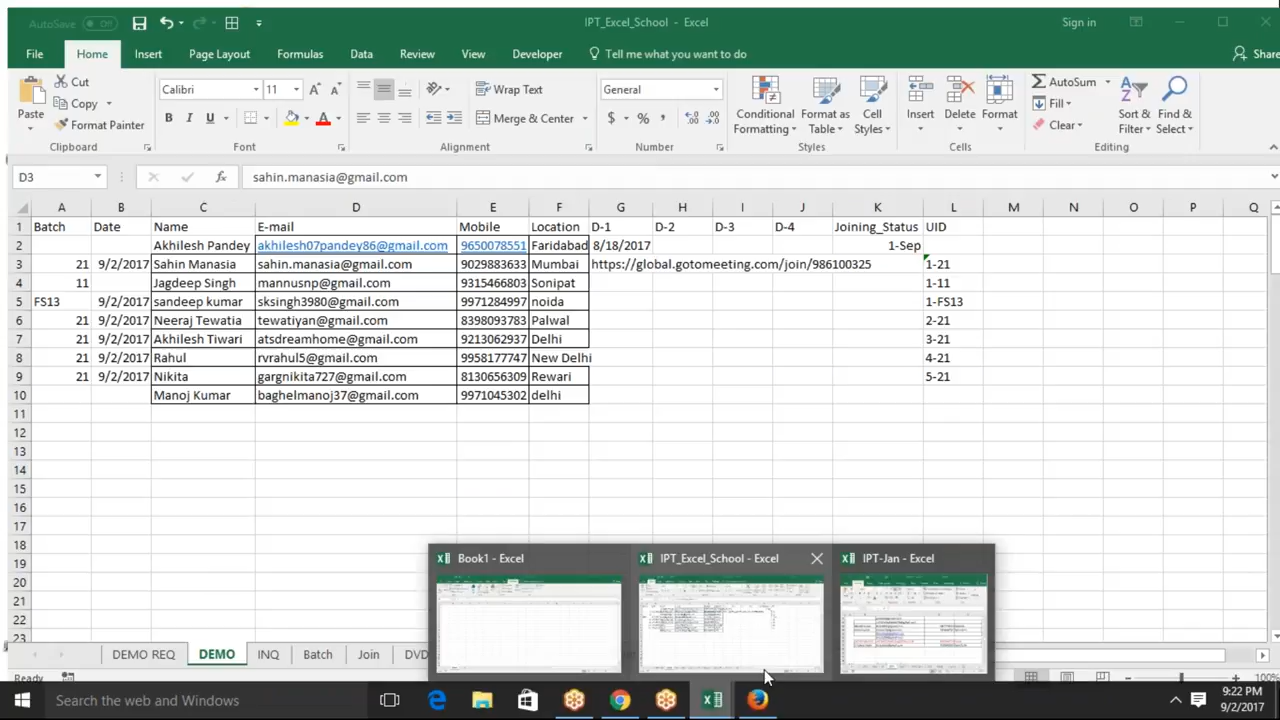 AutoSave Off IPT_Excel_School - Excel Sign in
File Home Insert Page Layout Formulas Data Review View Developer Tell me what you want to do Share
Paste Cut Copy Format Painter Clipboard
Calibri 11 B I U A Font
Wrap Text Merge & Center Alignment
General $ % , Number
Conditional Formatting Format as Table Cell Styles Styles
Insert Delete Format Cells
AutoSum Fill Clear Sort & Filter Find & Select Editing
D3 fx sahin.manasia@gmail.com
A B C D E F G H I J K L M N O P Q
1 Batch Date Name E-mail Mobile Location D-1 D-2 D-3 D-4 Joining_Status UID
2 Akhilesh Pandey akhilesh07pandey86@gmail.com 9650078551 Faridabad 8/18/2017 1-Sep
3 21 9/2/2017 Sahin Manasia sahin.manasia@gmail.com 9029883633 Mumbai https://global.gotomeeting.com/join/986100325 1-21
4 11 Jagdeep Singh mannusnp@gmail.com 9315466803 Sonipat 1-11
5 FS13 9/2/2017 sandeep kumar sksingh3980@gmail.com 9971284997 noida 1-FS13
6 21 9/2/2017 Neeraj Tewatia tewatiyan@gmail.com 8398093783 Palwal 2-21
7 21 9/2/2017 Akhilesh Tiwari atsdreamhome@gmail.com 9213062937 Delhi 3-21
8 21 9/2/2017 Rahul rvrahul5@gmail.com 9958177747 New Delhi 4-21
9 21 9/2/2017 Nikita gargnikita727@gmail.com 8130656309 Rewari 5-21
10 Manoj Kumar baghelmanoj37@gmail.com 9971045302 delhi
11
12
13
14
15
16
17
18
19
20
21
22
23
Book1 - Excel IPT_Excel_School - Excel IPT-Jan - Excel
DEMO REQ DEMO INQ Batch Join DVD
Ready 100%
Search the web and Windows 9:22 PM
9/2/2017